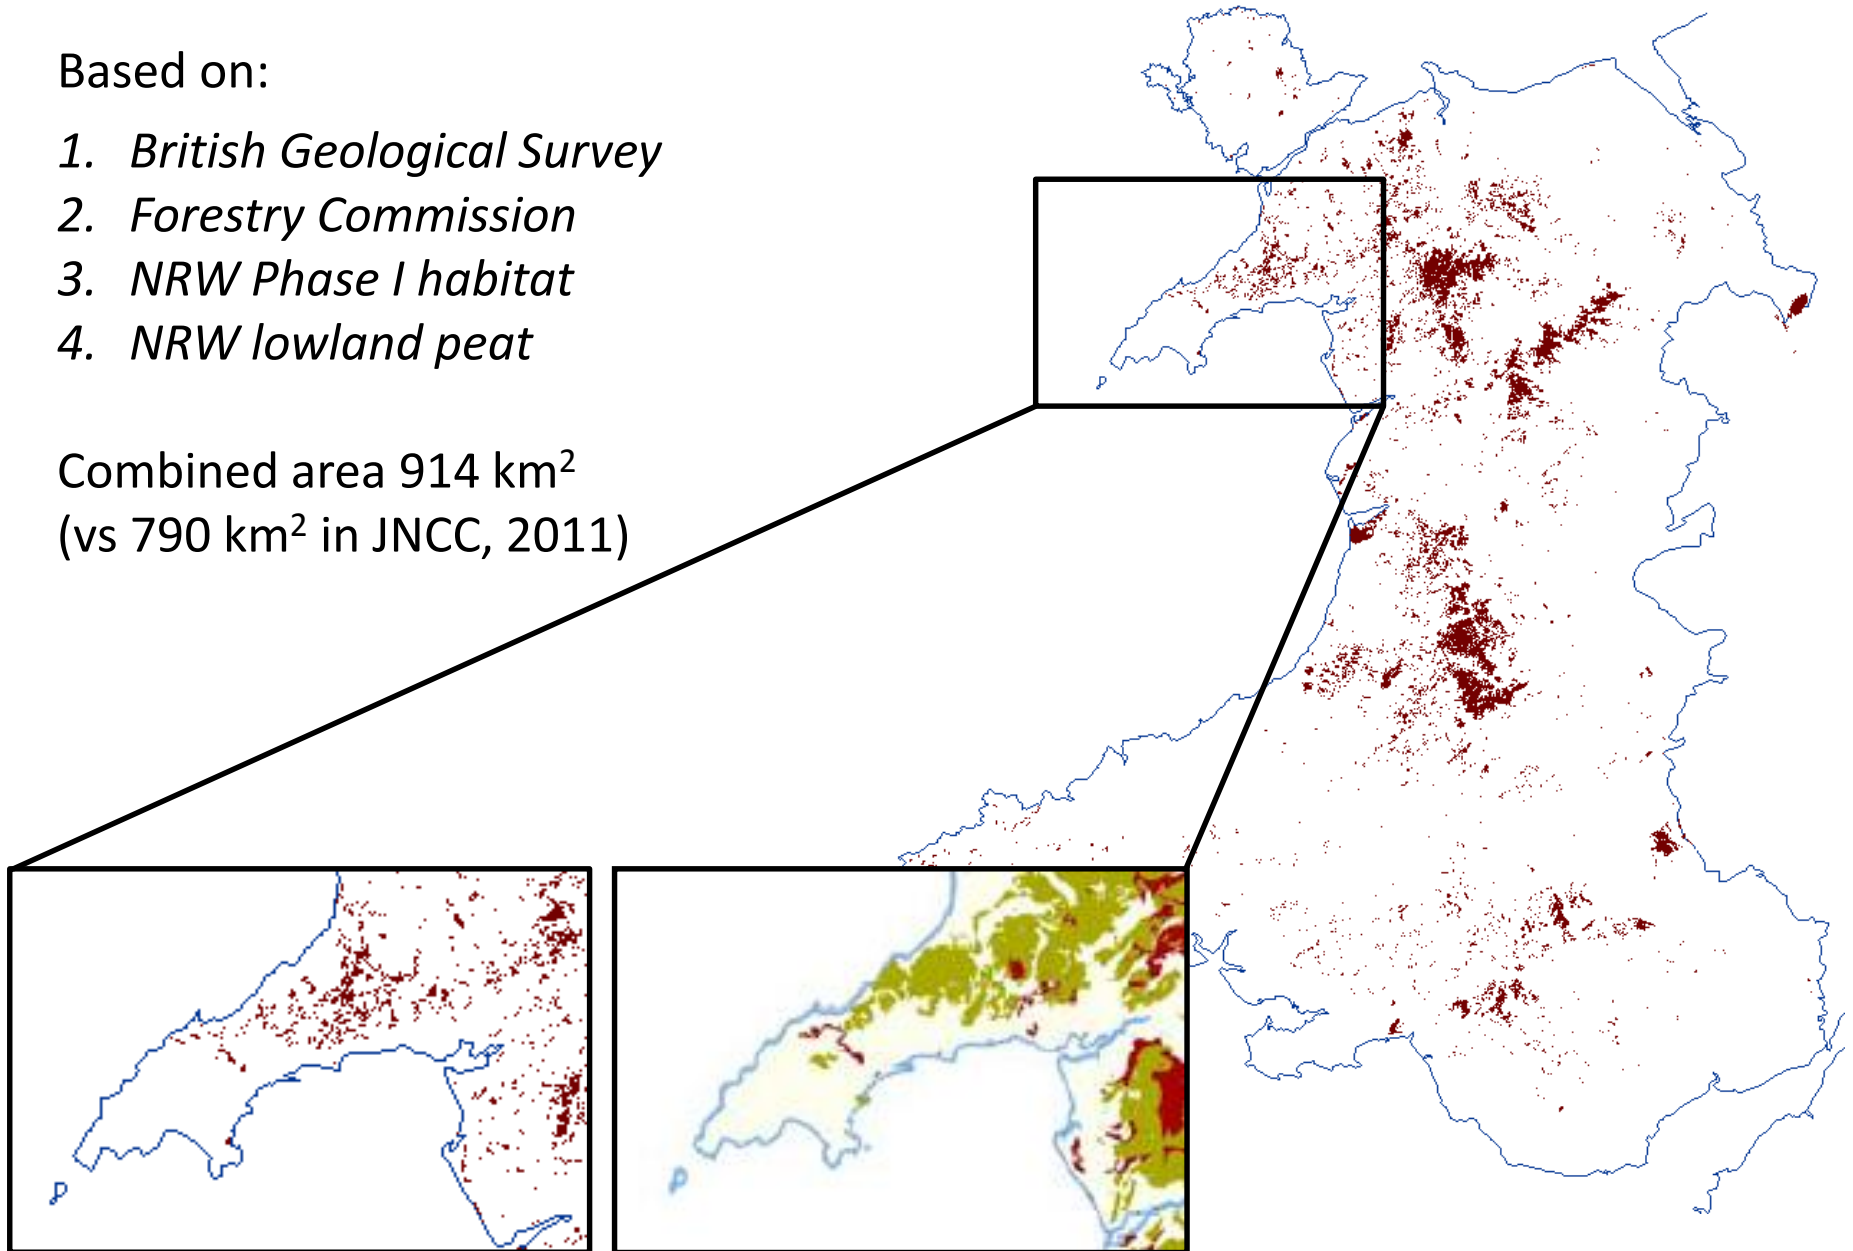 Based on:
1. British Geological Survey
2. Forestry Commission
3. NRW Phase I habitat
4. NRW lowland peat
Combined area 914 km²
(vs 790 km² in JNCC, 2011)